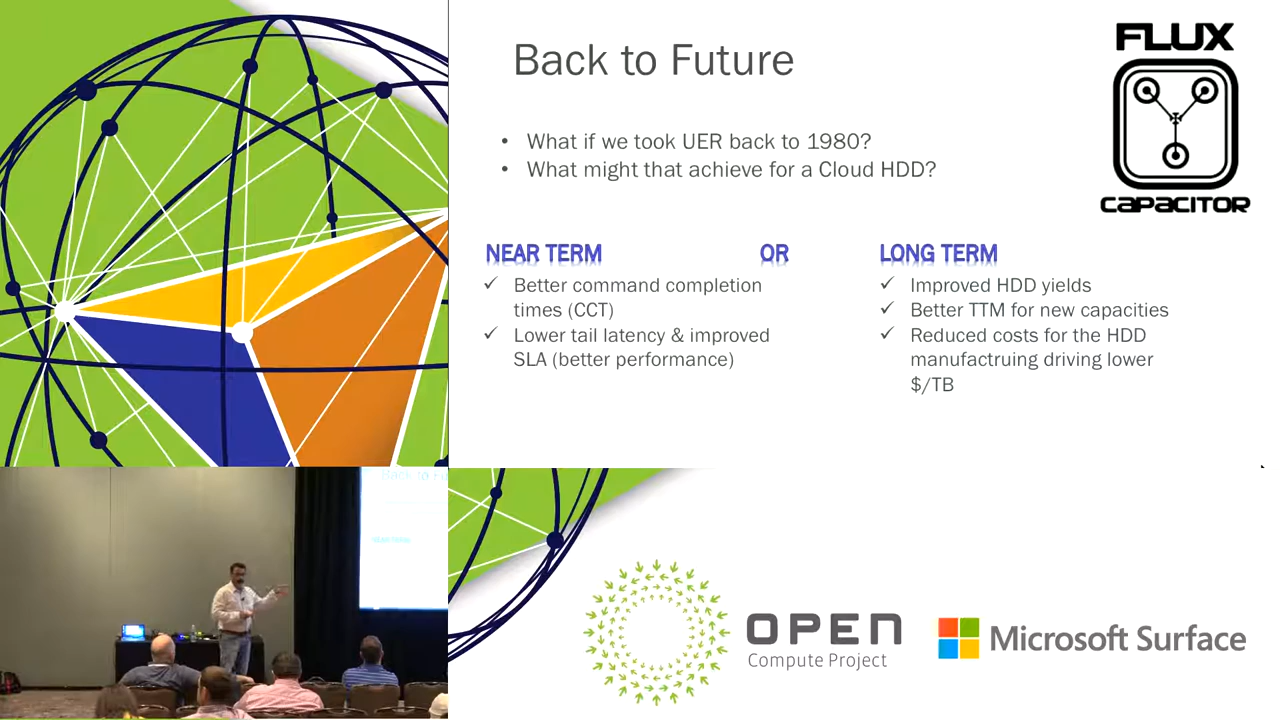 FLUX
CAPACITOR
Back to Future
• What if we took UER back to 1980?
• What might that achieve for a Cloud HDD?
NEAR TERM OR LONG TERM
✓ Better command completion
times (CCT)
✓ Lower tail latency & improved
SLA (better performance)
✓ Improved HDD yields
✓ Better TTM for new capacities
✓ Reduced costs for the HDD
manufactruing driving lower
$/TB
Back to Fu
OPEN
Compute Project
Microsoft Surface